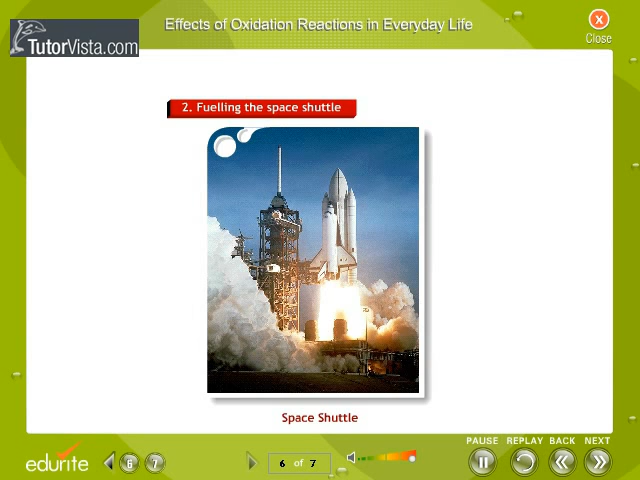 Effects of Oxidation Reactions in Everyday Life
Close
TutorVista.com
2. Fuelling the space shuttle
Space Shuttle
PAUSE REPLAY BACK NEXT
edurite
6 7
6 of 7